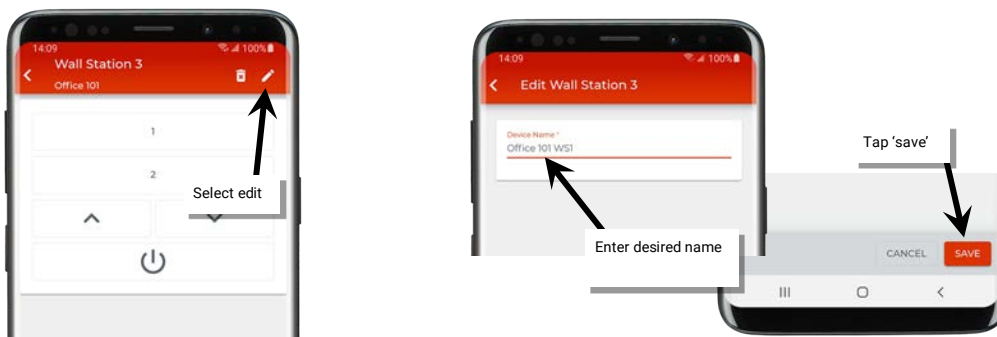 14:09 100%
Wall Station 3
Office 101
1
2
Select edit
14:09 100%
Edit Wall Station 3
Device Name *
Office 101 WS1
Enter desired name
Tap ‘save’
CANCEL SAVE